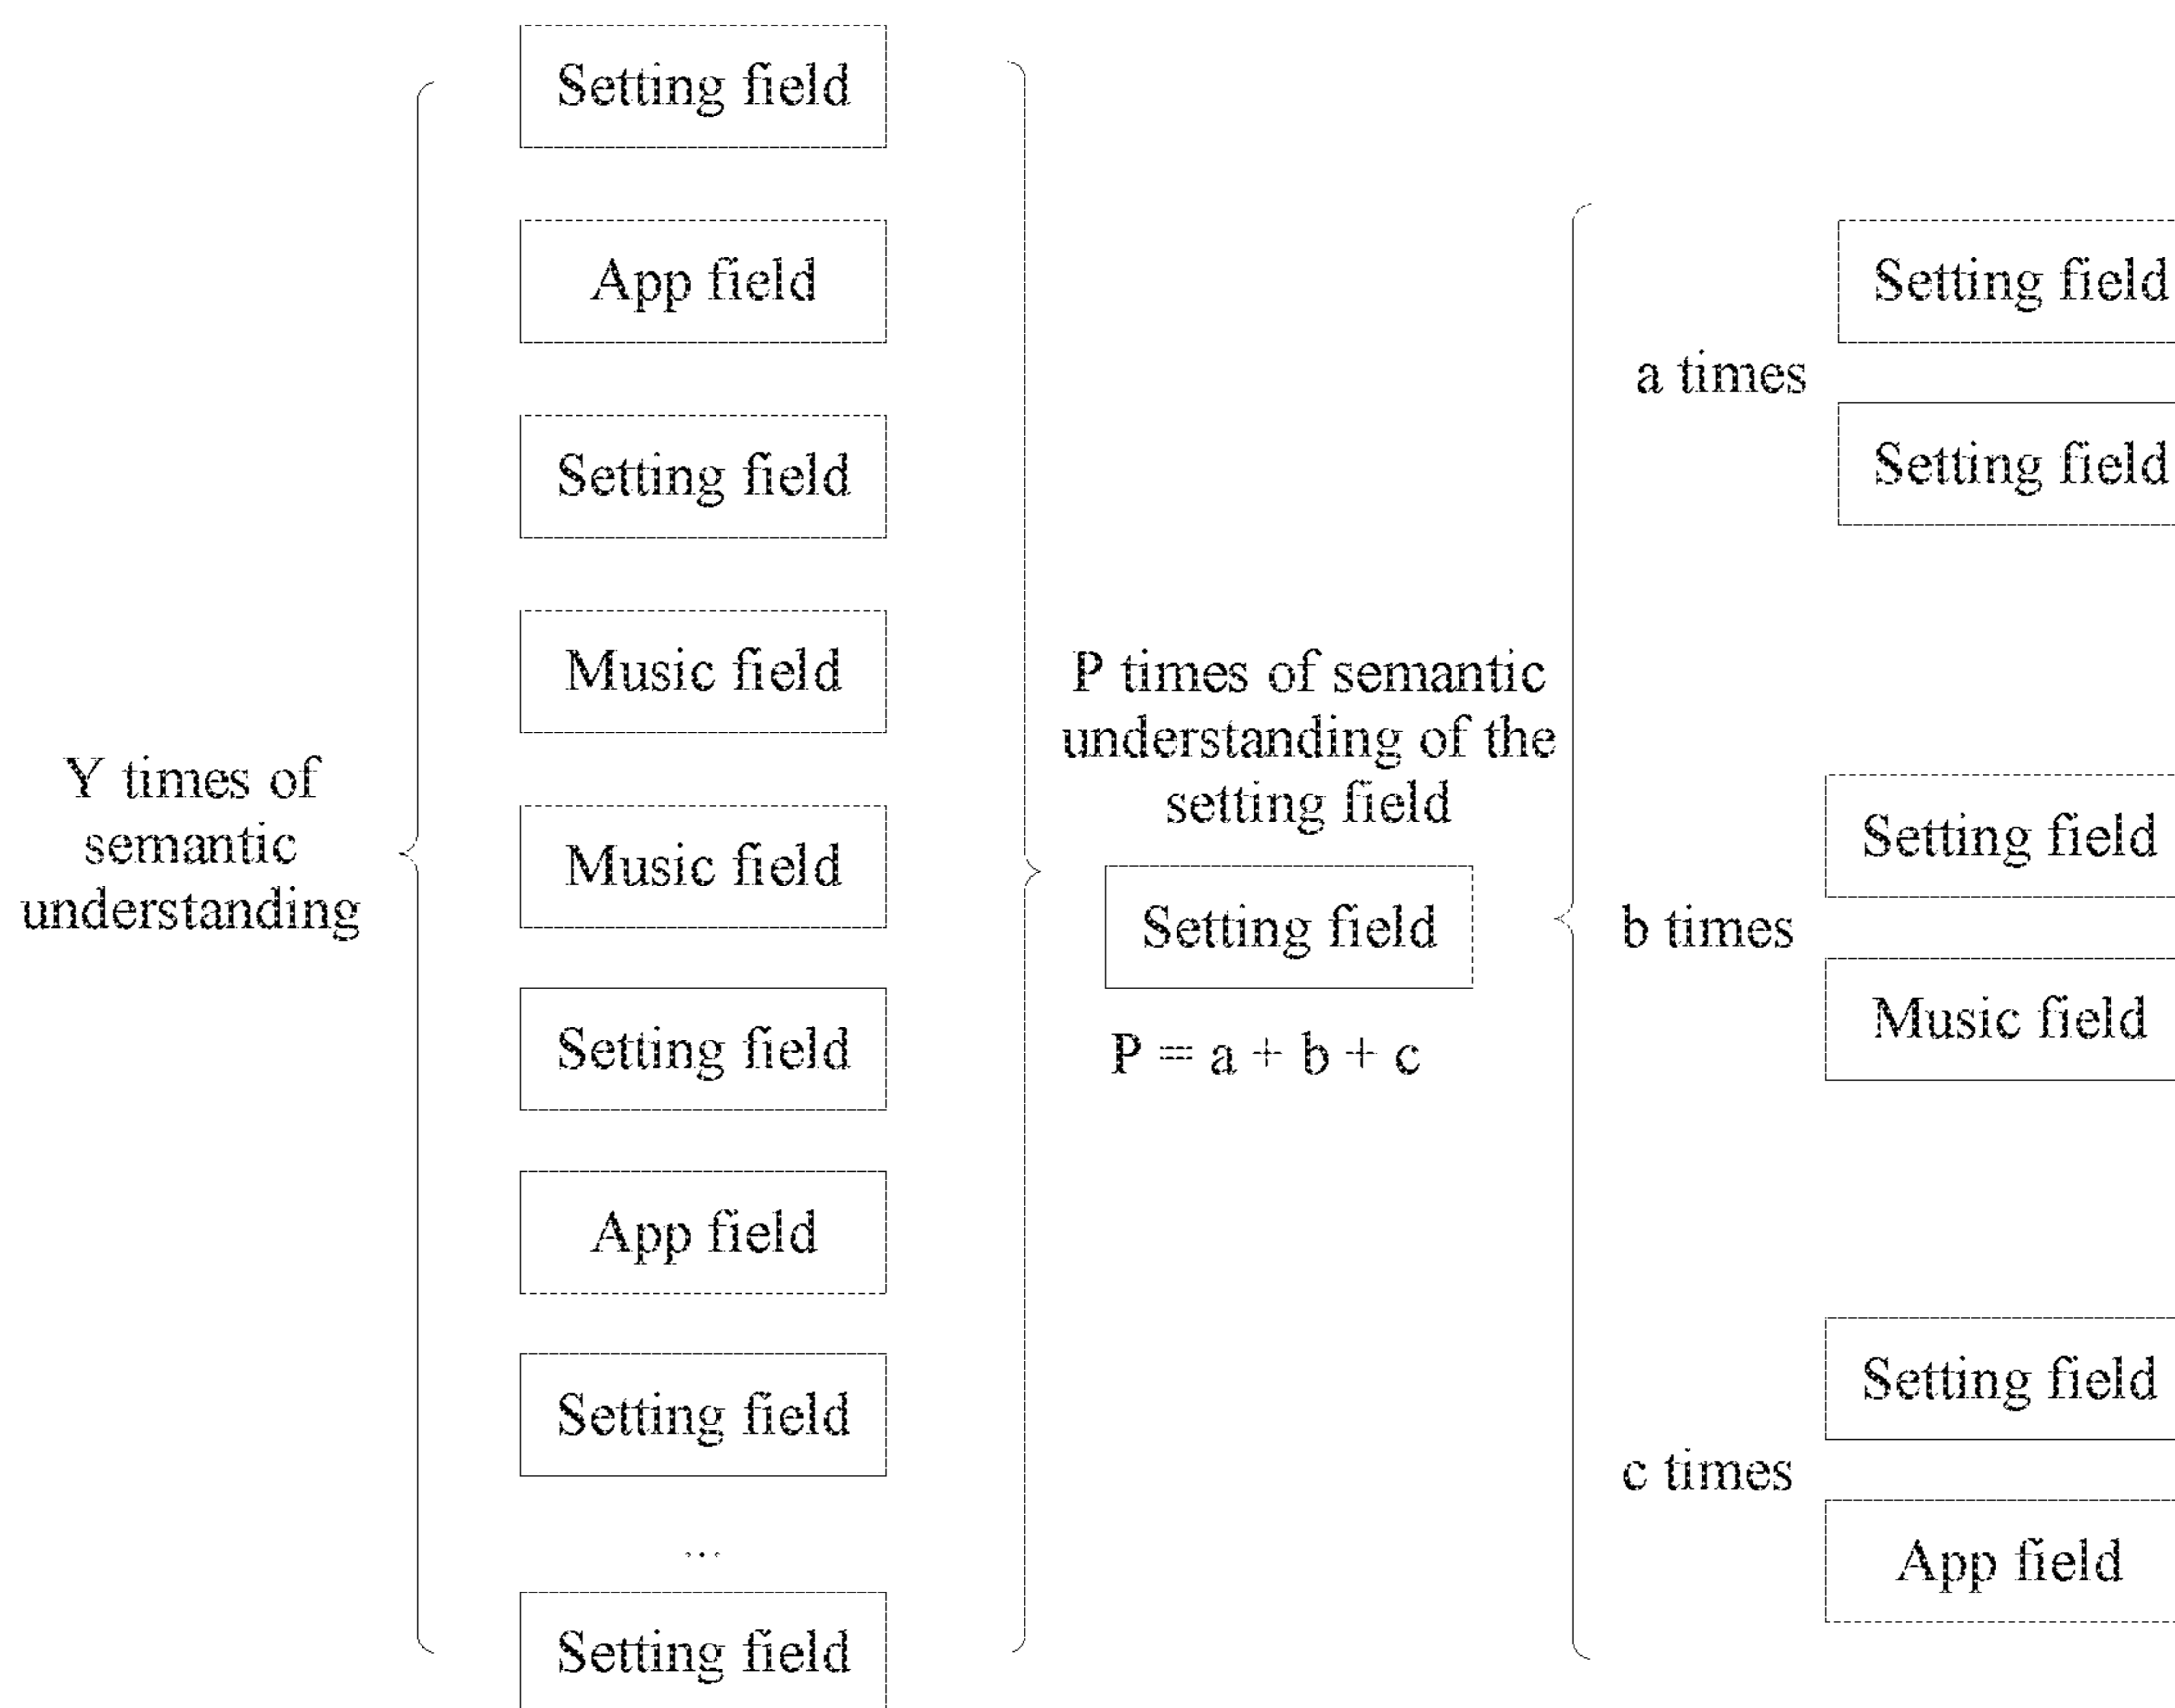 Y times of
semantic
understanding
Setting field
App field
Setting field
Music field
Music field
Setting field
App field
Setting field
...
Setting field
P times of semantic
understanding of the
setting field
Setting field
P = a + b + c
a times
Setting field
Setting field
b times
Setting field
Music field
c times
Setting field
App field